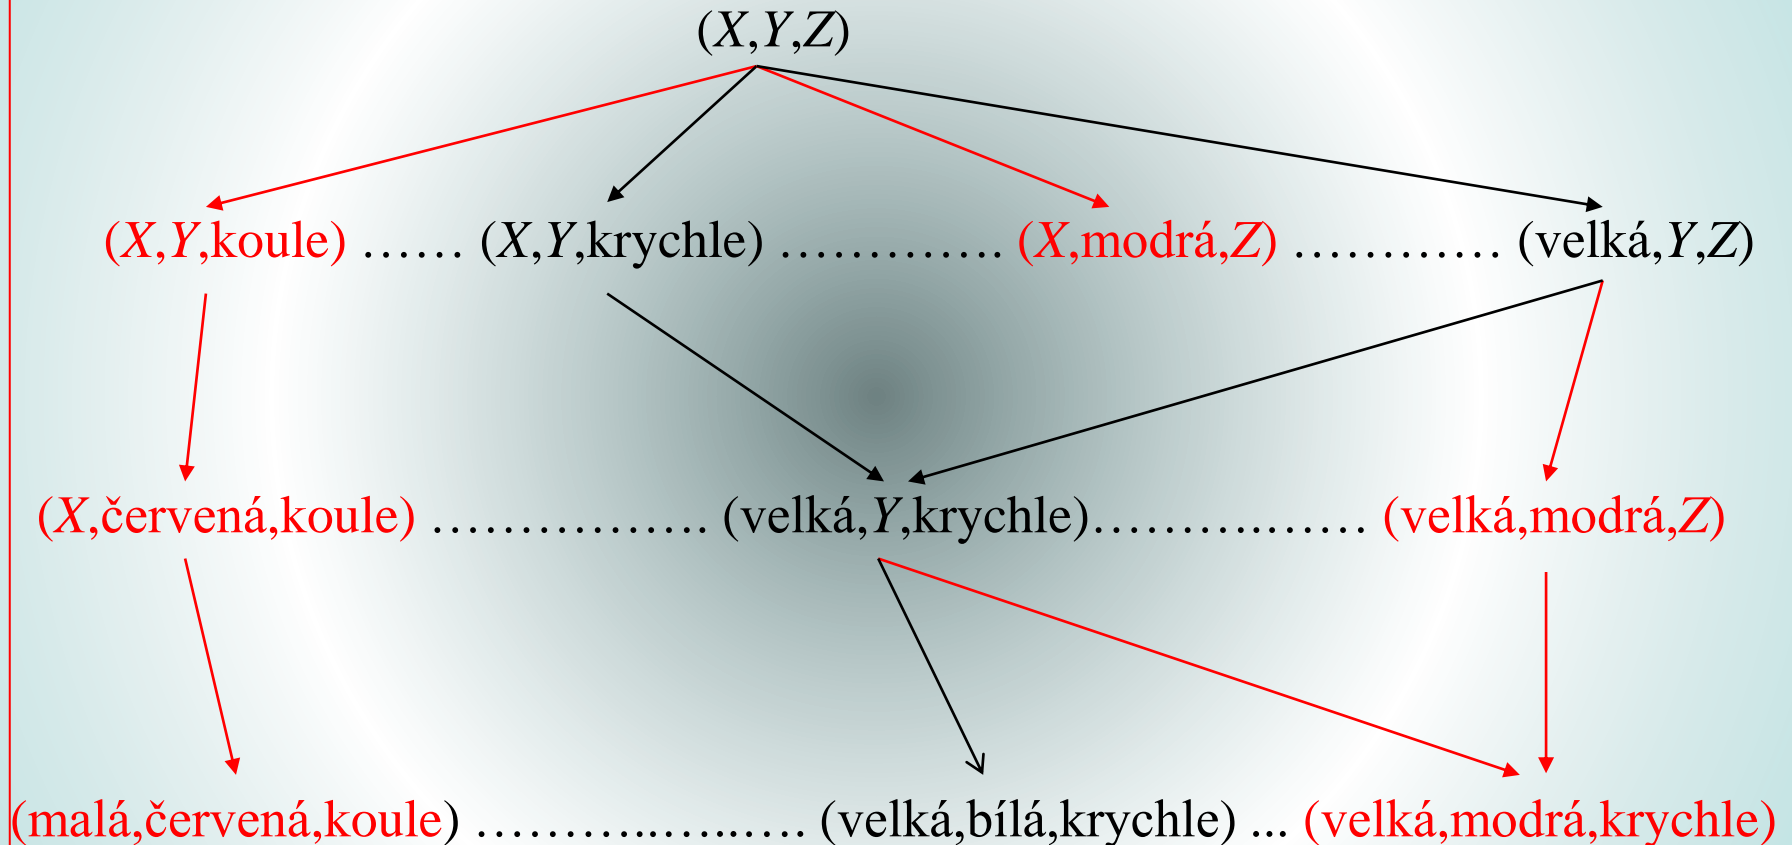 (X,Y,Z)
(X,Y,koule) …… (X,Y,krychle) …………. (X,modrá,Z) ………… (velká,Y,Z)
(X,červená,koule) ……………. (velká,Y,krychle)……….…… (velká,modrá,Z)
(malá,červená,koule) ………..…..…. (velká,bílá,krychle) ... (velká,modrá,krychle)